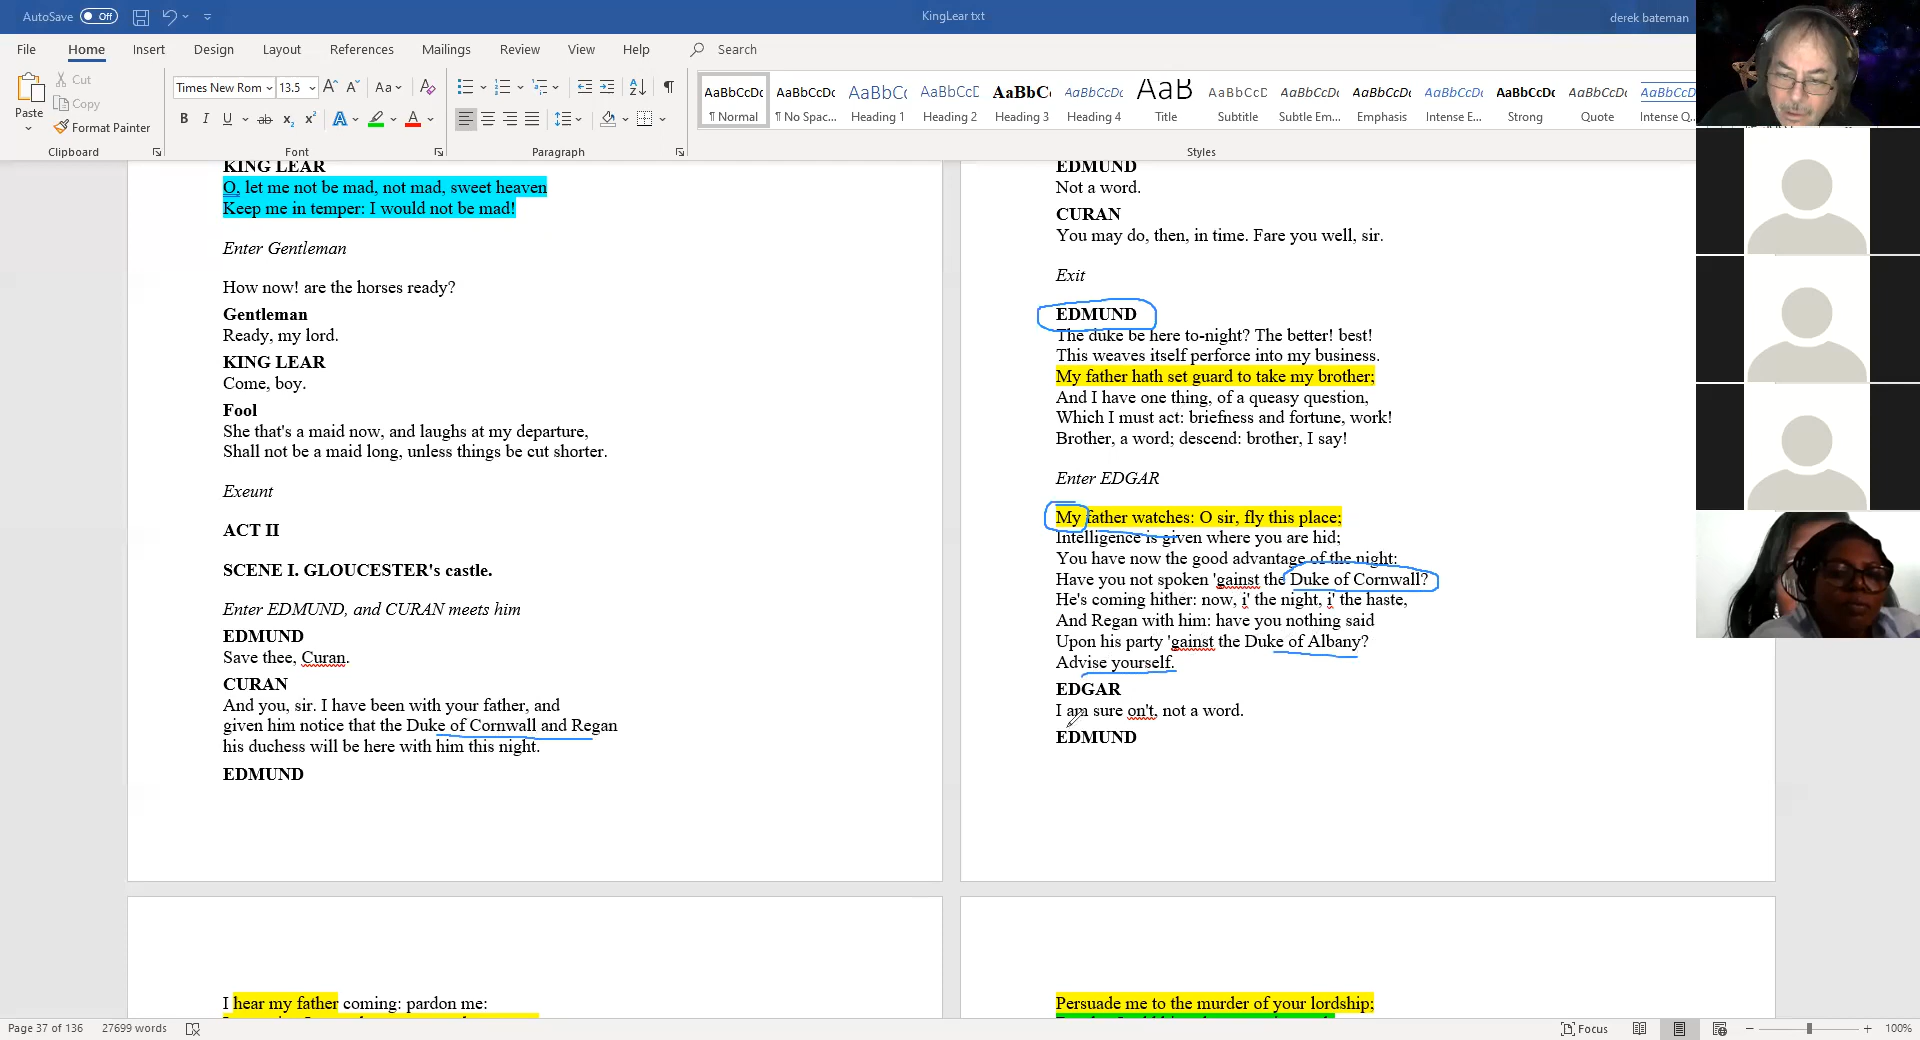 AutoSave Off
KingLear txt
derek bateman
File Home Insert Design Layout References Mailings Review View Help Search
Paste
Cut
Copy
Format Painter
Clipboard
Times New Rom 13.5
Font
Paragraph
AaBbCcDc AaBbCcDc AaBbCc AaBbCcD AaBbC AaBbCcDc AaB AaBbCcD AaBbCcDc AaBbCcDc AaBbCcDc AaBbCcDc AaBbCcDc AaBbCcDc
¶ Normal ¶ No Spac... Heading 1 Heading 2 Heading 3 Heading 4 Title Subtitle Subtle Em... Emphasis Intense E... Strong Quote Intense Q...
Styles
KING LEAR
O, let me not be mad, not mad, sweet heaven
Keep me in temper: I would not be mad!
Enter Gentleman
How now! are the horses ready?
Gentleman
Ready, my lord.
KING LEAR
Come, boy.
Fool
She that's a maid now, and laughs at my departure,
Shall not be a maid long, unless things be cut shorter.
Exeunt
ACT II
SCENE I. GLOUCESTER's castle.
Enter EDMUND, and CURAN meets him
EDMUND
Save thee, Curan.
CURAN
And you, sir. I have been with your father, and
given him notice that the Duke of Cornwall and Regan
his duchess will be here with him this night.
EDMUND
EDMUND
Not a word.
CURAN
You may do, then, in time. Fare you well, sir.
Exit
EDMUND
The duke be here to-night? The better! best!
This weaves itself perforce into my business.
My father hath set guard to take my brother;
And I have one thing, of a queasy question,
Which I must act: briefness and fortune, work!
Brother, a word; descend: brother, I say!
Enter EDGAR
My father watches: O sir, fly this place;
Intelligence is given where you are hid;
You have now the good advantage of the night:
Have you not spoken 'gainst the Duke of Cornwall?
He's coming hither: now, i' the night, i' the haste,
And Regan with him: have you nothing said
Upon his party 'gainst the Duke of Albany?
Advise yourself.
EDGAR
I am sure on't, not a word.
EDMUND
I hear my father coming: pardon me:
Persuade me to the murder of your lordship;
Page 37 of 136 27699 words
Focus
100%